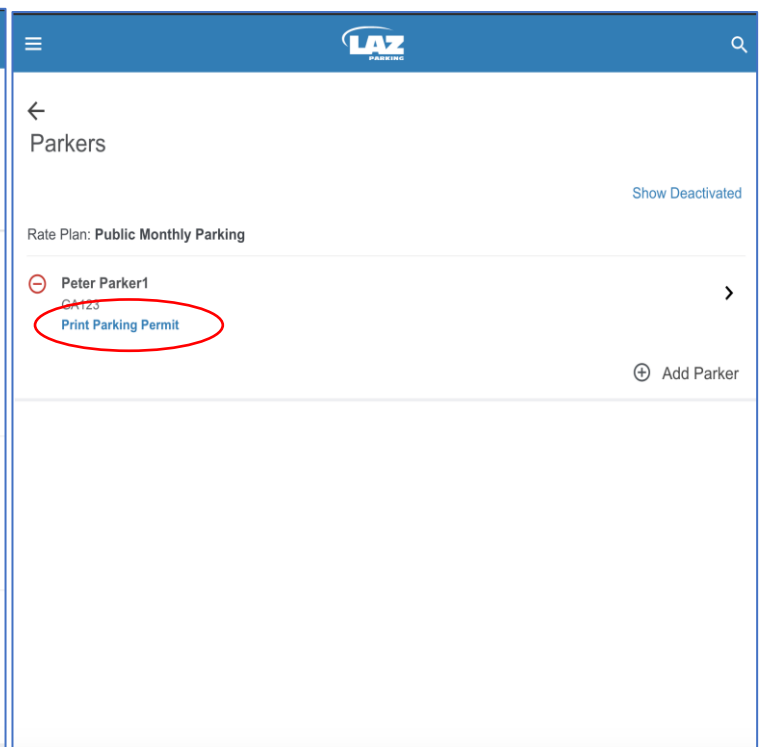 LAZ
PARKING
Parkers
Show Deactivated
Rate Plan: Public Monthly Parking
Peter Parker1
CA123
Print Parking Permit
Add Parker